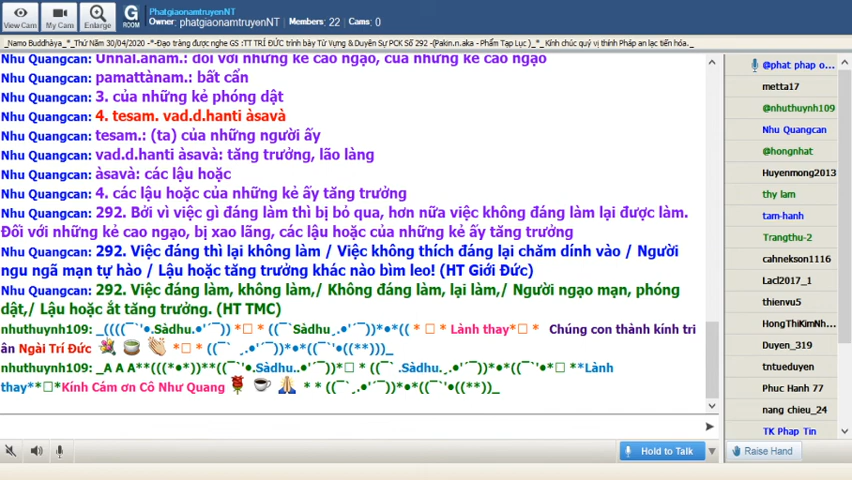 View Cam
My Cam
Enlarge
G
ROOM
PhatgiaonamtruyenNT
Owner: phatgiaonamtruyenNT | Members: 22 | Cams: 0
_Namo Buddhàya_*_Thứ Năm 30/04/2020 -*-Đạo tràng được nghe GS :TT TRÍ ĐỨC trình bày Từ Vựng & Duyên Sự PCK Số 292 -(Pakin.n.aka - Phẩm Tạp Lục )_*_ Kính chúc quý vị thính Pháp an lạc tiến hóa._
Nhu Quangcan: Unnal.anam.: đối với những kẻ cao ngạo, của những kẻ cao ngạo
Nhu Quangcan: pamattànam.: bất cẩn
Nhu Quangcan: 3. của những kẻ phóng dật
Nhu Quangcan: 4. tesam. vad.d.hanti àsavà
Nhu Quangcan: tesam.: (ta) của những người ấy
Nhu Quangcan: vad.d.hanti àsavà: tăng trưởng, lão làng
Nhu Quangcan: àsavà: các lậu hoặc
Nhu Quangcan: 4. các lậu hoặc của những kẻ ấy tăng trưởng
Nhu Quangcan: 292. Bởi vì việc gì đáng làm thì bị bỏ qua, hơn nữa việc không đáng làm lại được làm.
Đối với những kẻ cao ngạo, bị xao lãng, các lậu hoặc của những kẻ ấy tăng trưởng
Nhu Quangcan: 292. Việc đáng thì lại không làm / Việc không thích đáng lại chăm dính vào / Người
ngu ngã mạn tự hào / Lậu hoặc tăng trưởng khác nào bìm leo! (HT Giới Đức)
Nhu Quangcan: 292. Việc đáng làm, không làm,/ Không đáng làm, lại làm,/ Người ngạo mạn, phóng
dật,/ Lậu hoặc ắt tăng trưởng. (HT TMC)
nhuthuynh109: _((((¯`'•.Sàdhu.•'´¯)) *□ * ((¯`Sàdhu¸.•'´¯))*•*(( * □ * Lành thay*□ * Chúng con thành kính tri
ân Ngài Trí Đức *□ * ((¯` ¸.•'´¯))*•*((¯`'•((**)))_
nhuthuynh109: _A A A**(((*•*))**((¯`'•.Sàdhu..•'´¯))*□ * ((¯` .Sàdhu¸.•'´¯))*•*((¯`'•* □ **Lành
thay**□*Kính Cám ơn Cô Như Quang * * ((¯`¸.•'´¯))*•*((¯`'•((**))_
@phat phap o...
metta17
@nhuthuynh109
Nhu Quangcan
@hongnhat
Huyenmong2013
thy lam
tam-hanh
Trangthu-2
cahnekson1116
Lacl2017_1
thienvu5
HongThiKimNh...
Duyen_319
tntueduyen
Phuc Hanh 77
nang chieu_24
TK Phap Tin
Hold to Talk
Raise Hand